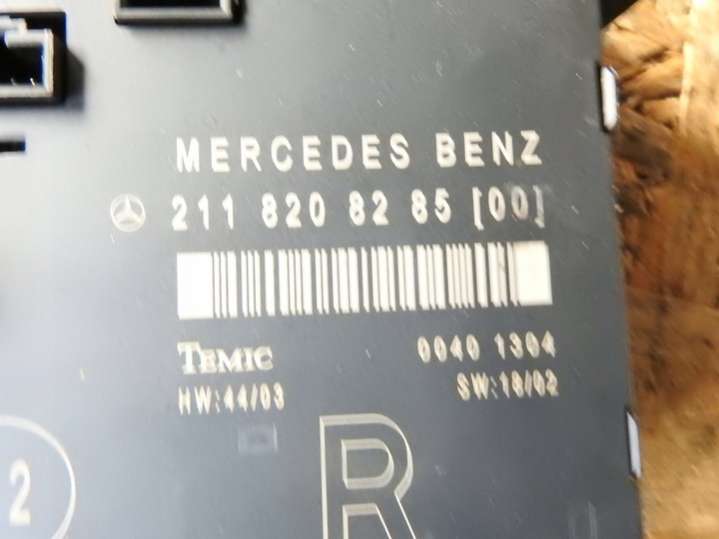 MERCEDES BENZ
211 820 82 85 [00]
TEMIC 0040 1304
HW:44/03 SW:18/02
R
2